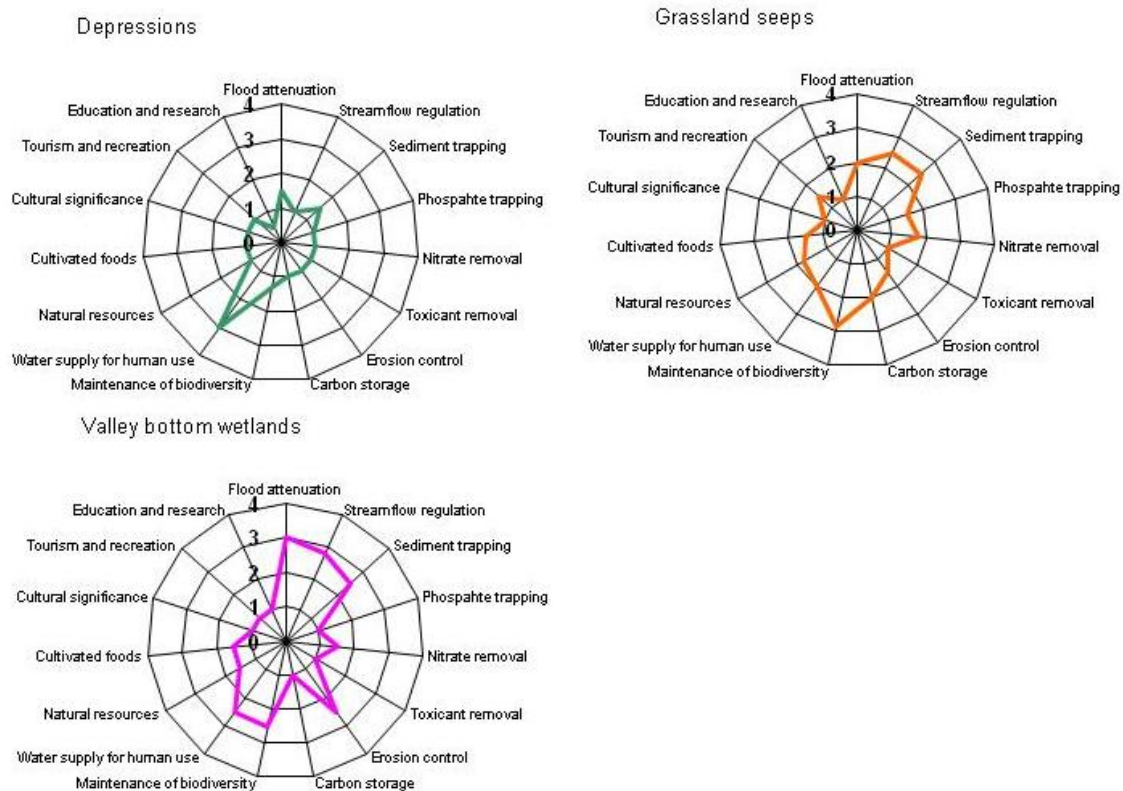 Depressions
Flood attenuation
Education and research
Streamflow regulation
Tourism and recreation
Sediment trapping
Cultural significance
Phospahte trapping
Cultivated foods
Nitrate removal
Natural resources
Toxicant removal
Water supply for human use
Erosion control
Maintenance of biodiversity
Carbon storage
4
3
2
1
0
Grassland seeps
Flood attenuation
Education and research
Streamflow regulation
Tourism and recreation
Sediment trapping
Cultural significance
Phospahte trapping
Cultivated foods
Nitrate removal
Natural resources
Toxicant removal
Water supply for human use
Erosion control
Maintenance of biodiversity
Carbon storage
4
3
2
1
0
Valley bottom wetlands
Flood attenuation
Education and research
Streamflow regulation
Tourism and recreation
Sediment trapping
Cultural significance
Phospahte trapping
Cultivated foods
Nitrate removal
Natural resources
Toxicant removal
Water supply for human use
Erosion control
Maintenance of biodiversity
Carbon storage
4
3
2
1
0